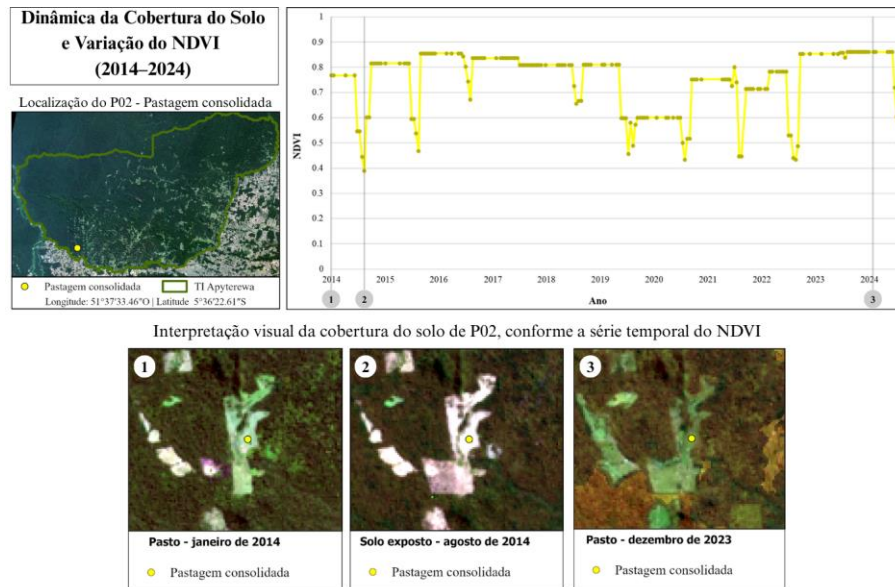 Dinâmica da Cobertura do Solo
e Variação do NDVI
(2014–2024)
Localização do P02 - Pastagem consolidada
Pastagem consolidada
TI Apyterewa
Longitude: 51°37'33.46"O | Latitude 5°36'22.61"S
NDVI
1
0.9
0.8
0.7
0.6
0.5
0.4
0.3
0.2
0.1
0
2014 2015 2016 2017 2018 2019 2020 2021 2022 2023 2024
Ano
1 2 3
Interpretação visual da cobertura do solo de P02, conforme a série temporal do NDVI
1
Pasto - janeiro de 2014
Pastagem consolidada
2
Solo exposto - agosto de 2014
Pastagem consolidada
3
Pasto - dezembro de 2023
Pastagem consolidada